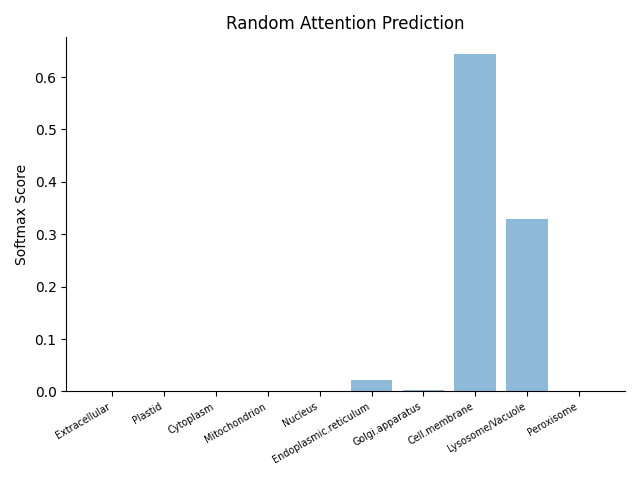 Random Attention Prediction
Softmax Score
0.6
0.5
0.4
0.3
0.2
0.1
0.0
Extracellular
Plastid
Cytoplasm
Mitochondrion
Nucleus
Endoplasmic.reticulum
Golgi.apparatus
Cell.membrane
Lysosome/Vacuole
Peroxisome